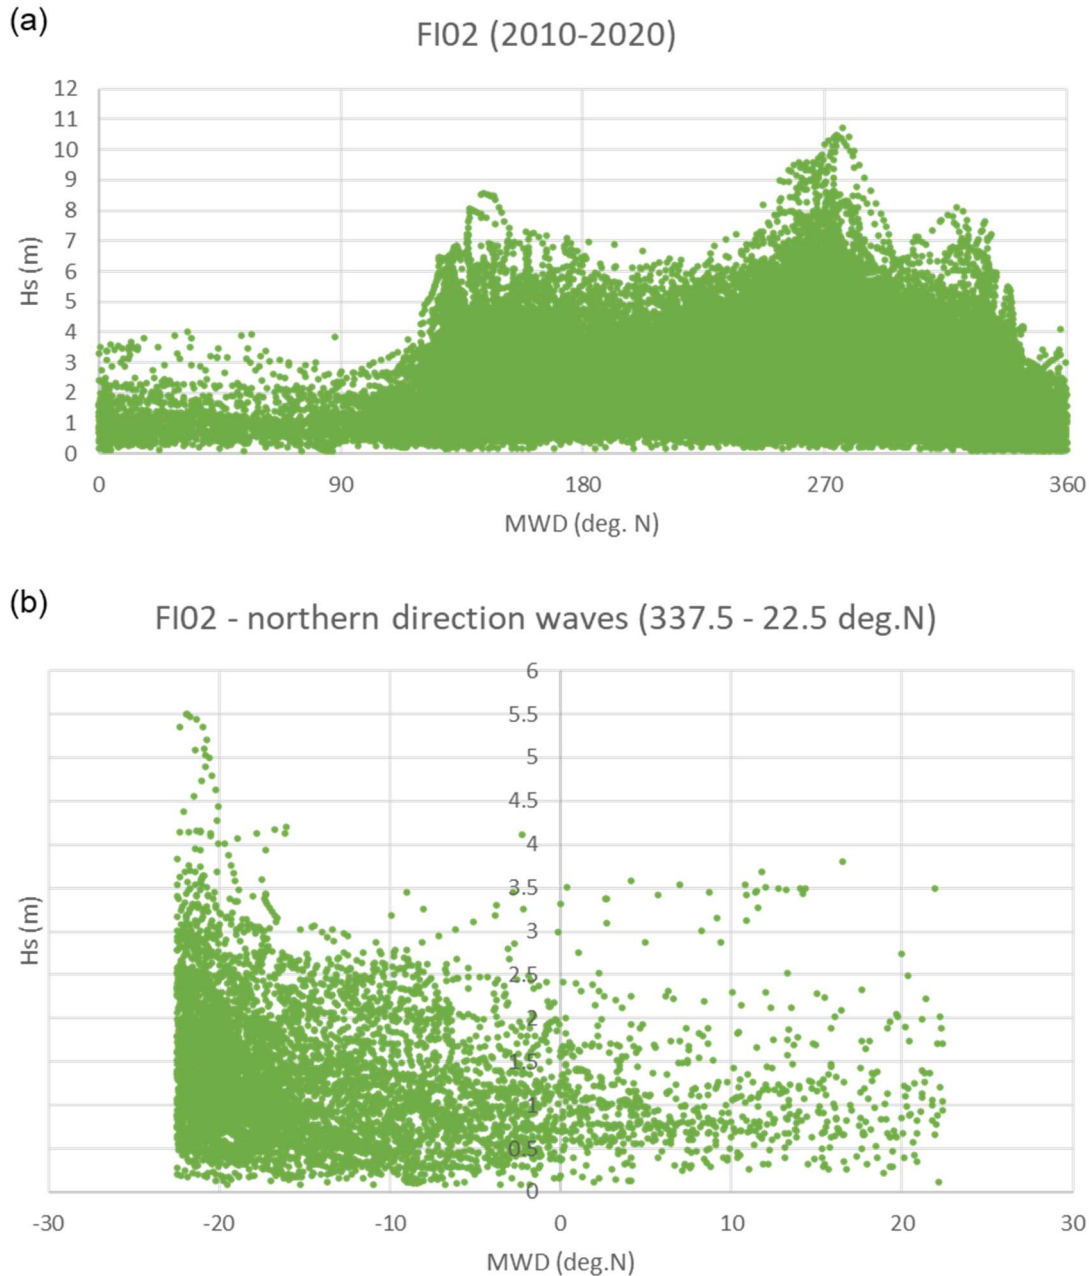 (a)
FI02 (2010-2020)
12
11
10
9
8
7
6
5
4
3
2
1
0
Hs (m)
0 90 180 270 360
MWD (deg. N)
(b)
FI02 - northern direction waves (337.5 - 22.5 deg.N)
6
5.5
5
4.5
4
3.5
3
2.5
2
1.5
1
0.5
0
Hs (m)
-30 -20 -10 0 10 20 30
MWD (deg.N)